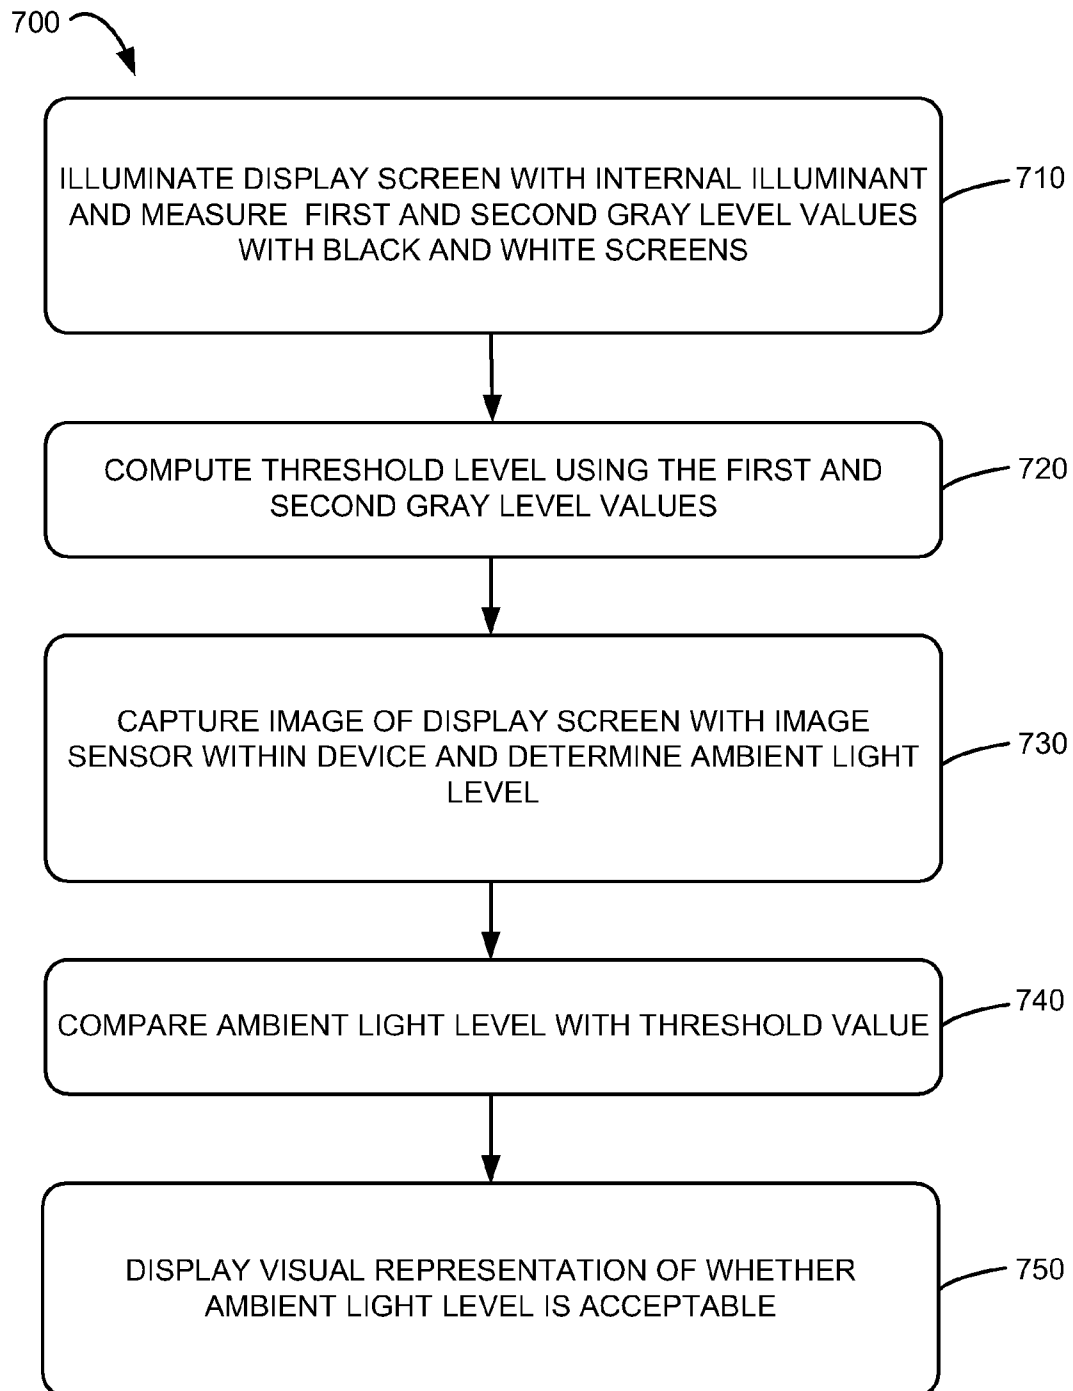 700
ILLUMINATE DISPLAY SCREEN WITH INTERNAL ILLUMINANT
AND MEASURE FIRST AND SECOND GRAY LEVEL VALUES
WITH BLACK AND WHITE SCREENS
710
COMPUTE THRESHOLD LEVEL USING THE FIRST AND
SECOND GRAY LEVEL VALUES
720
CAPTURE IMAGE OF DISPLAY SCREEN WITH IMAGE
SENSOR WITHIN DEVICE AND DETERMINE AMBIENT LIGHT
LEVEL
730
COMPARE AMBIENT LIGHT LEVEL WITH THRESHOLD VALUE
740
DISPLAY VISUAL REPRESENTATION OF WHETHER
AMBIENT LIGHT LEVEL IS ACCEPTABLE
750